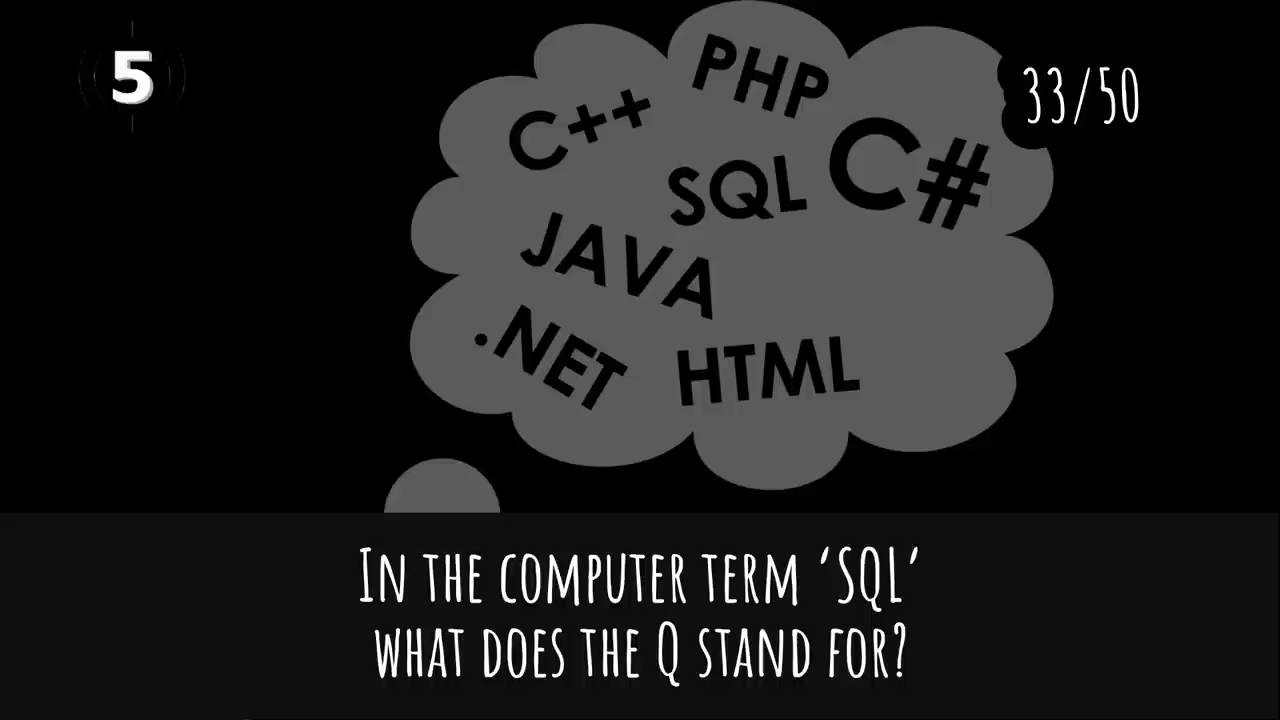 5
33/50
PHP
C++
SQL
C#
JAVA
.NET
HTML
In the computer term ‘SQL’
what does the Q stand for?